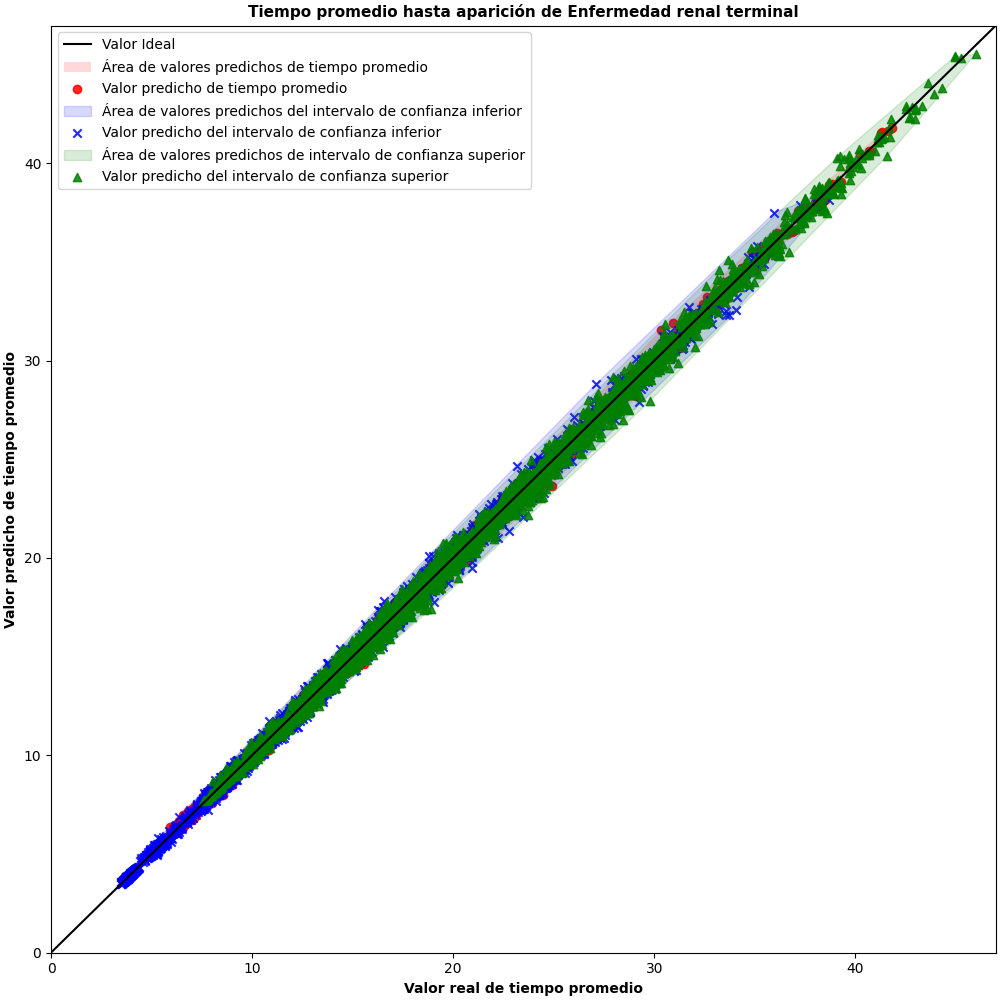 Tiempo promedio hasta aparición de Enfermedad renal terminal
Valor Ideal
Área de valores predichos de tiempo promedio
Valor predicho de tiempo promedio
Área de valores predichos del intervalo de confianza inferior
Valor predicho del intervalo de confianza inferior
Área de valores predichos de intervalo de confianza superior
Valor predicho del intervalo de confianza superior
Valor predicho de tiempo promedio
40
30
20
10
0
0 10 20 30 40
Valor real de tiempo promedio